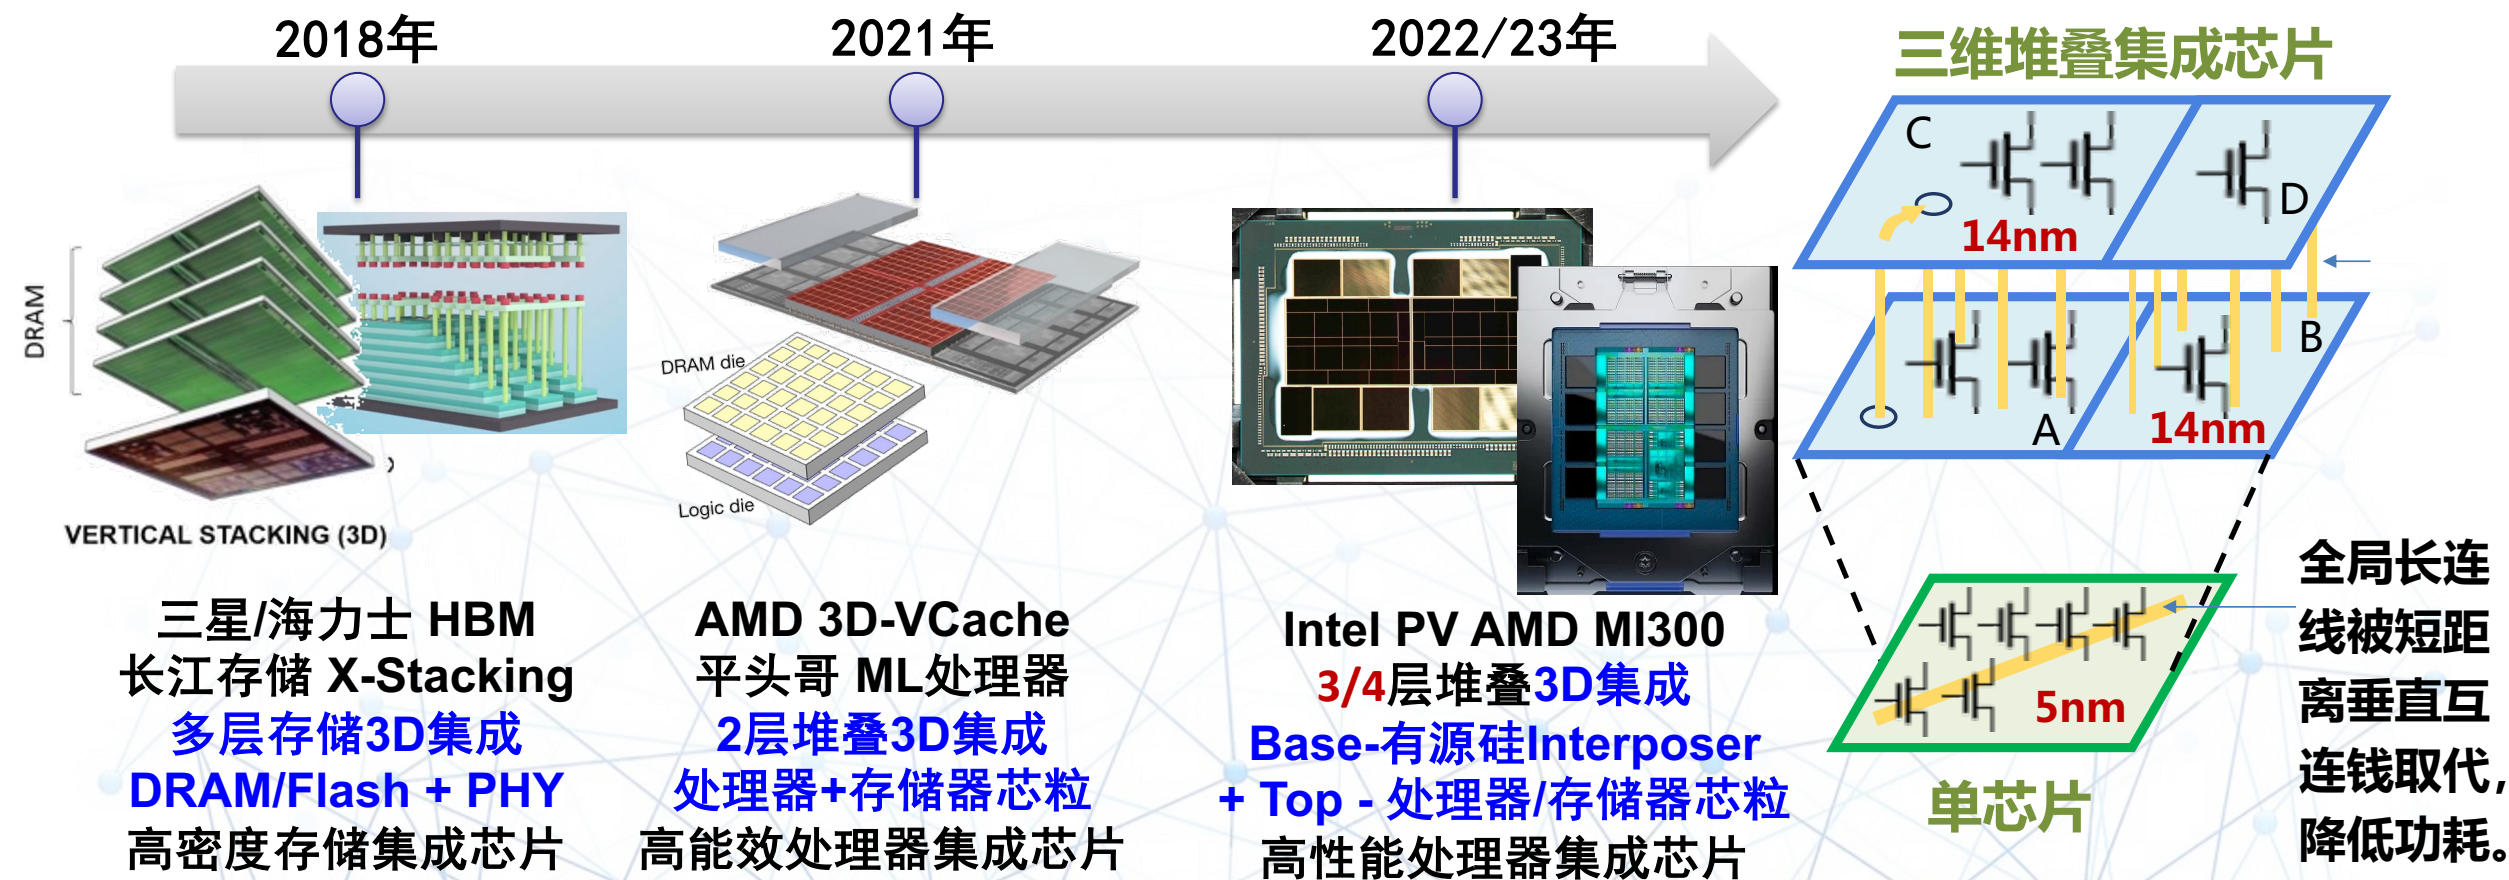 2018年
2021年
2022/23年
三维堆叠集成芯片
DRAM
VERTICAL STACKING (3D)
三星/海力士 HBM
长江存储 X-Stacking
多层存储3D集成
DRAM/Flash + PHY
高密度存储集成芯片
DRAM die
Logic die
AMD 3D-VCache
平头哥 ML处理器
2层堆叠3D集成
处理器+存储器芯粒
高能效处理器集成芯片
Intel PV AMD MI300
3/4层堆叠3D集成
Base-有源硅Interposer
+ Top - 处理器/存储器芯粒
高性能处理器集成芯片
C
14nm
D
A
14nm
B
5nm
单芯片
全局长连
线被短距
离垂直互
连钱取代,
降低功耗。